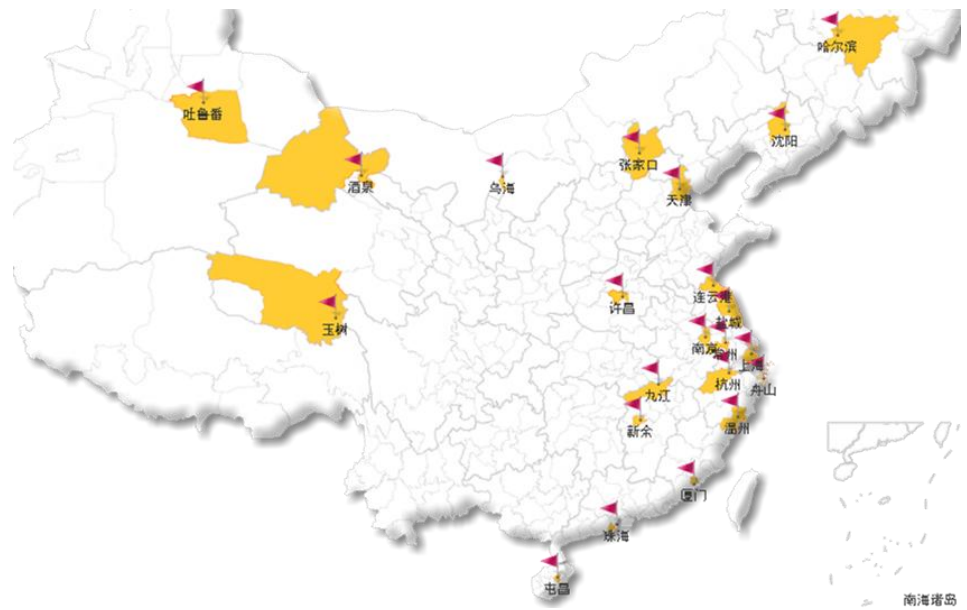 哈尔滨
吐鲁番
沈阳
张家口
酒泉
乌海
天津
连云港
许昌
盐城
玉树
南京
常州
上海
杭州
舟山
九江
温州
新余
厦门
珠海
屯昌
南海诸岛